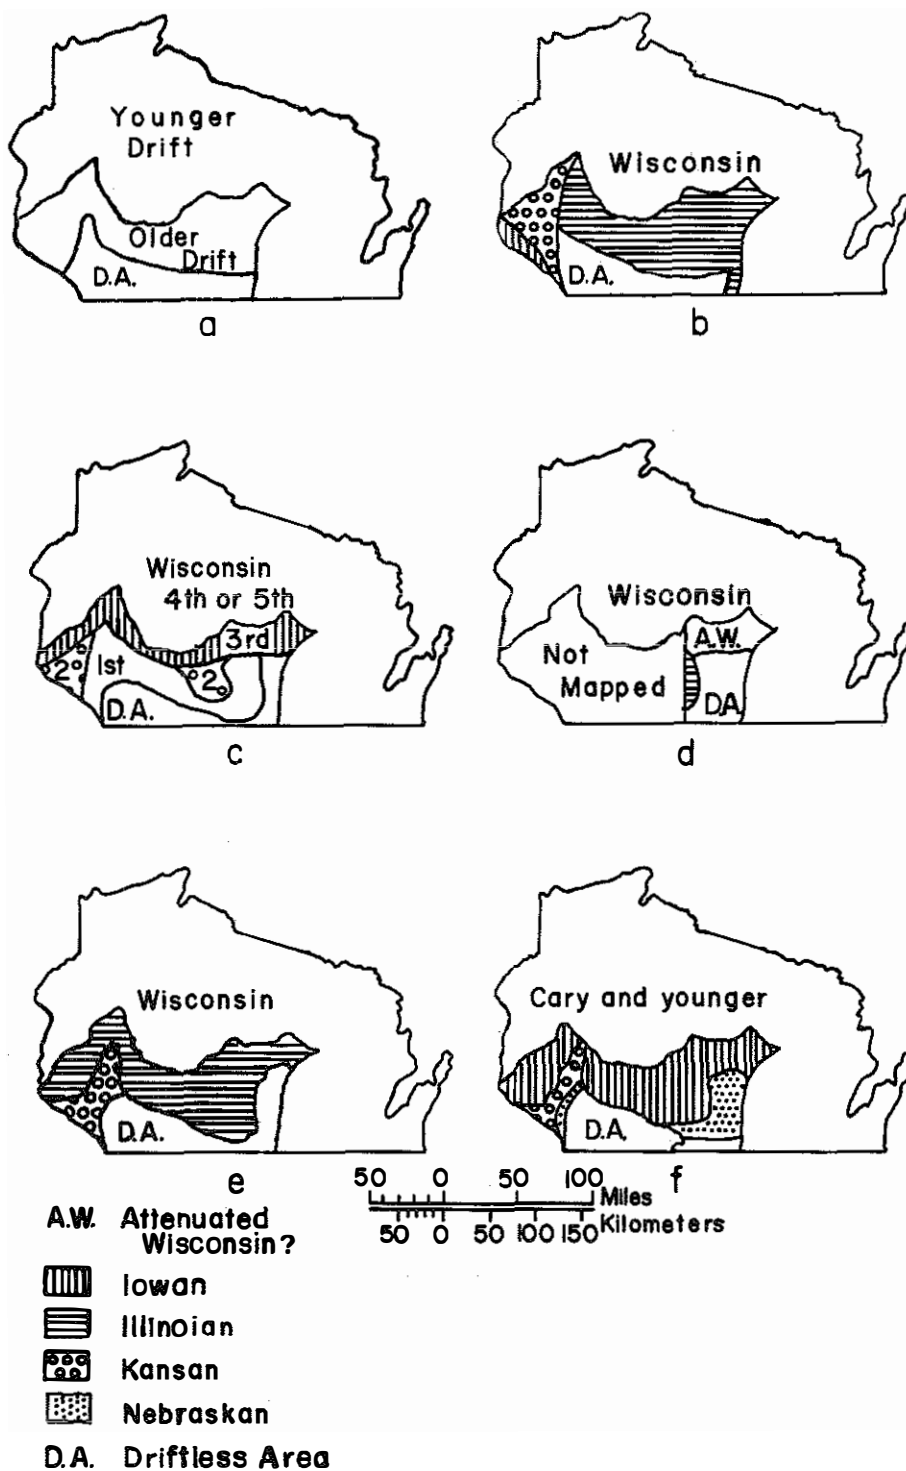 Younger
Drift
Older
Drift
D.A.
a
Wisconsin
D.A.
b
Wisconsin
4th or 5th
3rd
1st
2
2
D.A.
c
Wisconsin
A.W.
Not
Mapped
D.A.
d
Wisconsin
D.A.
e
Cary and younger
D.A.
f
50 0 50 100 Miles
50 0 50 100 150 Kilometers
A.W. Attenuated
Wisconsin?
Iowan
Illinoian
Kansan
Nebraskan
D.A. Driftless Area